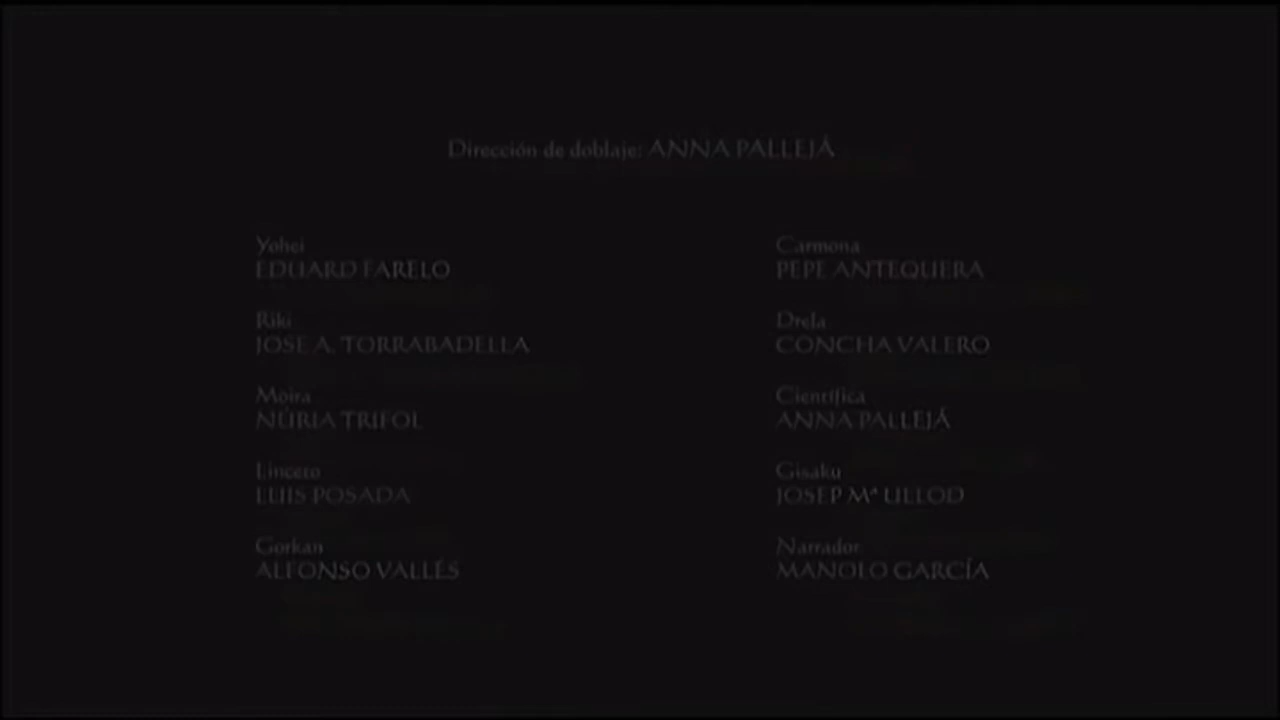 Dirección de doblaje: ANNA PALLEJÁ
Yohei
EDUARD FARELO
Riki
JOSE A. TORRABADELLA
Moira
NÚRIA TRIFOL
Linceto
LLUIS POSADA
Gorkan
ALFONSO VALLÉS
Carmona
PEPE ANTEQUERA
Drela
CONCHA VALERO
Científica
ANNA PALLEJÁ
Gisaku
JOSEP Mª ULLOD
Narrador
MANOLO GARCÍA